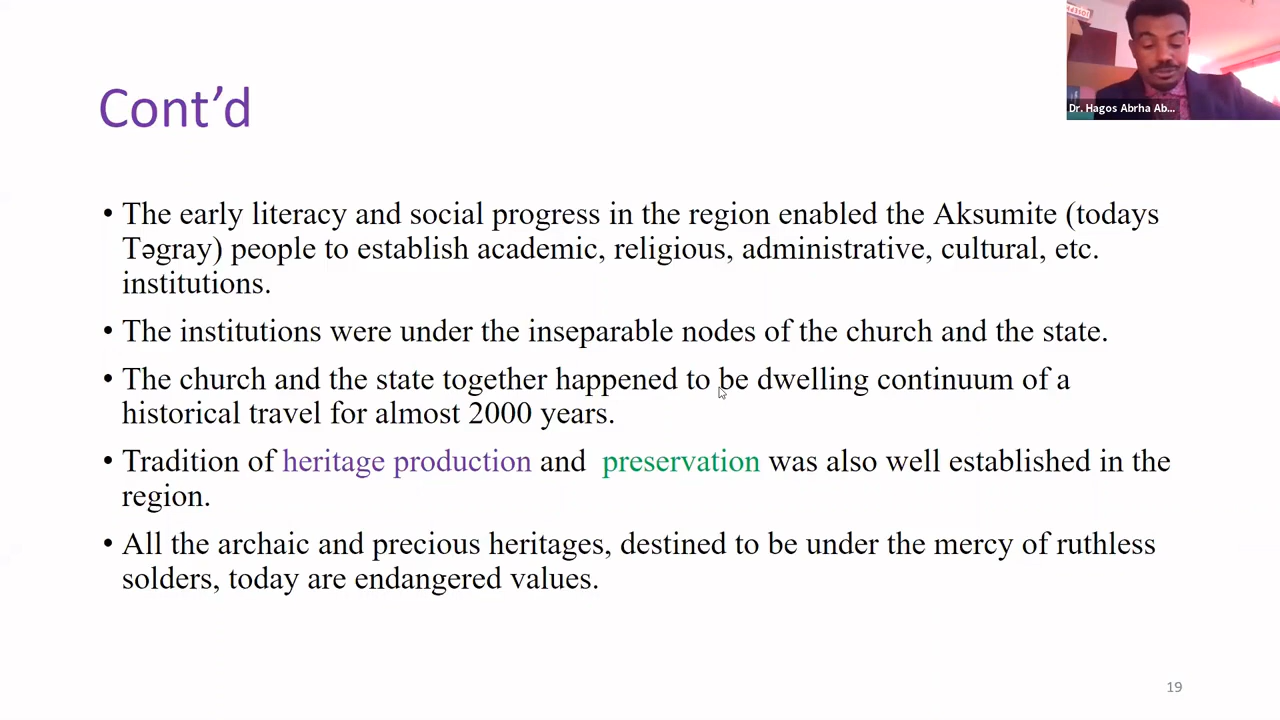 Cont’d
• The early literacy and social progress in the region enabled the Aksumite (todays
Təgray) people to establish academic, religious, administrative, cultural, etc.
institutions.
• The institutions were under the inseparable nodes of the church and the state.
• The church and the state together happened to be dwelling continuum of a
historical travel for almost 2000 years.
• Tradition of heritage production and preservation was also well established in the
region.
• All the archaic and precious heritages, destined to be under the mercy of ruthless
solders, today are endangered values.
19
Dr. Hagos Abrha Ab...